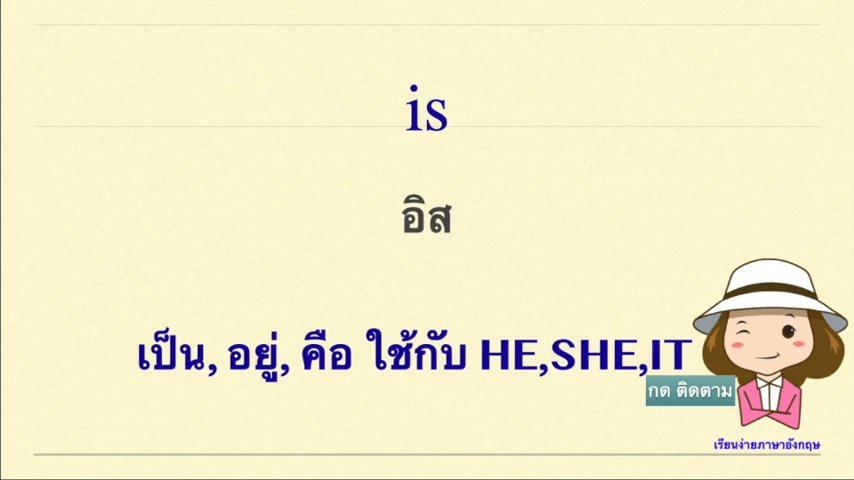 is
อิส
เป็น, อยู่, คือ ใช้กับ HE,SHE,IT
กด ติดตาม
เรียนง่ายภาษาอังกฤษ